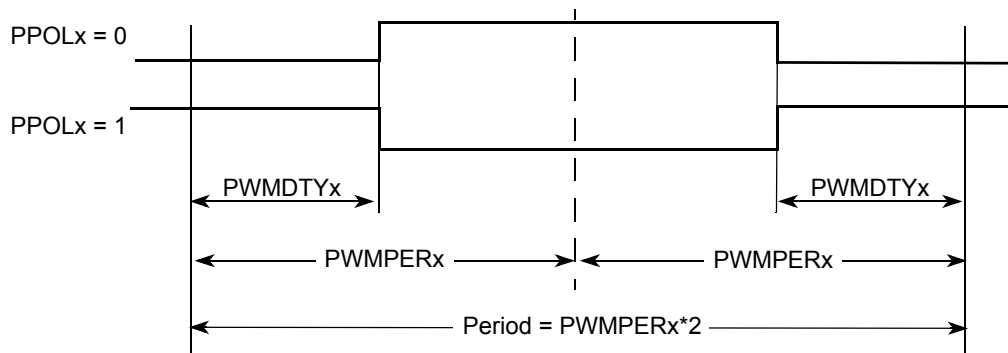 PPOLx = 0
PPOLx = 1
PWMDTYx
PWMDTYx
PWMPERx
PWMPERx
Period = PWMPERx*2